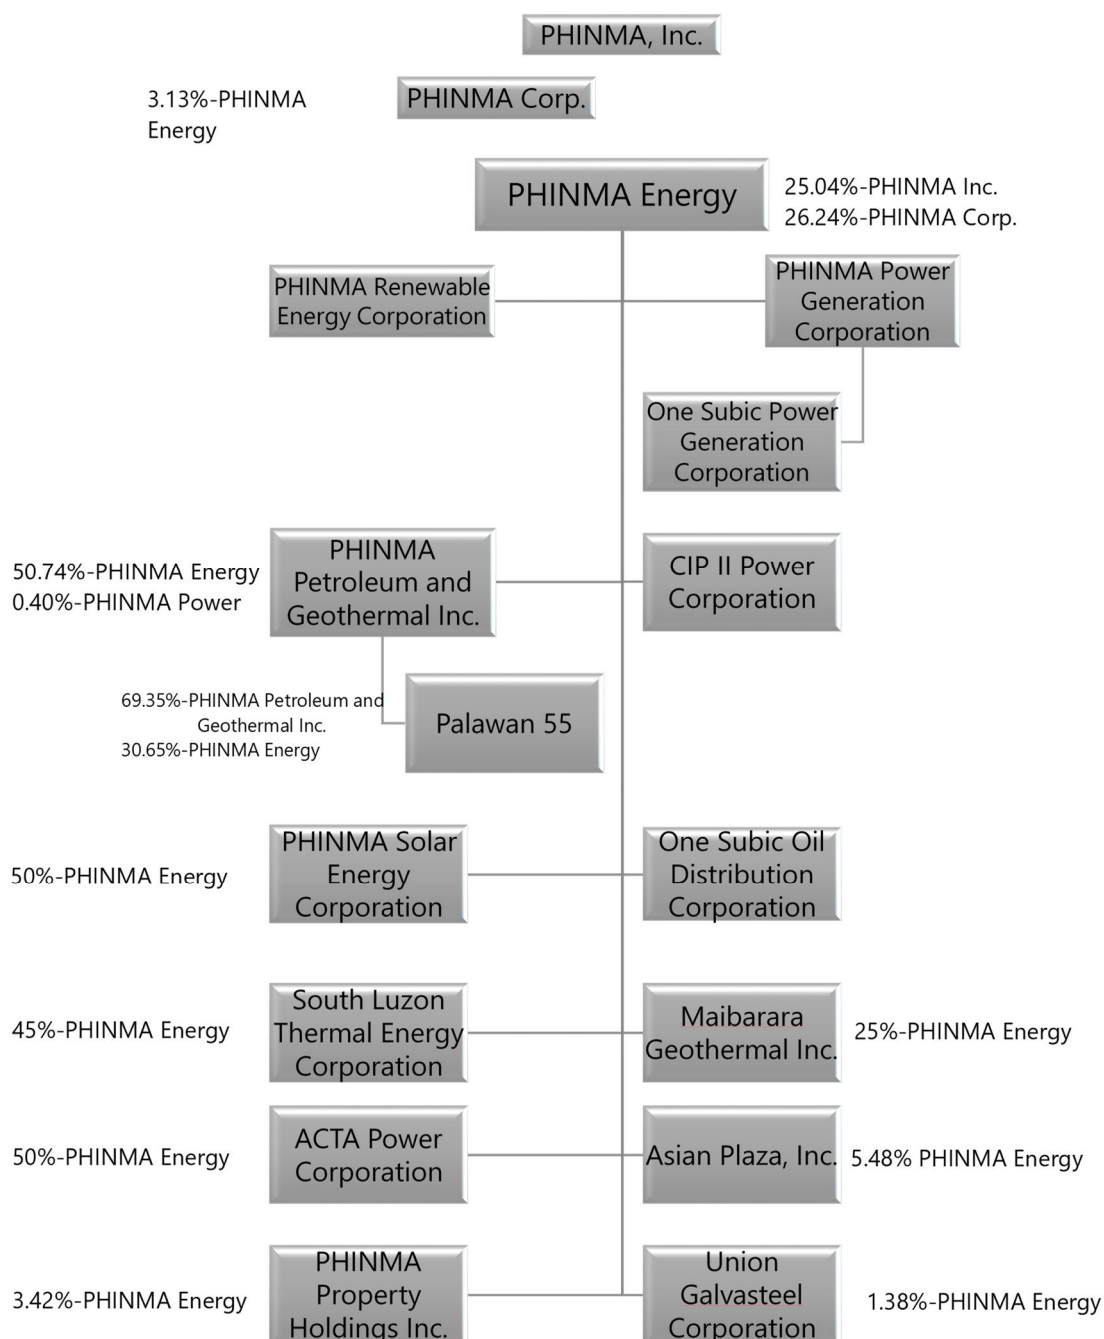 PHINMA, Inc.
PHINMA Corp.
3.13%-PHINMA
Energy
PHINMA Energy
25.04%-PHINMA Inc.
26.24%-PHINMA Corp.
PHINMA Renewable
Energy Corporation
PHINMA Power
Generation
Corporation
One Subic Power
Generation
Corporation
50.74%-PHINMA Energy
0.40%-PHINMA Power
PHINMA
Petroleum and
Geothermal Inc.
CIP II Power
Corporation
69.35%-PHINMA Petroleum and
Geothermal Inc.
30.65%-PHINMA Energy
Palawan 55
50%-PHINMA Energy
PHINMA Solar
Energy
Corporation
One Subic Oil
Distribution
Corporation
45%-PHINMA Energy
South Luzon
Thermal Energy
Corporation
Maibarara
Geothermal Inc.
25%-PHINMA Energy
50%-PHINMA Energy
ACTA Power
Corporation
Asian Plaza, Inc.
5.48% PHINMA Energy
3.42%-PHINMA Energy
PHINMA
Property
Holdings Inc.
Union
Galvasteel
Corporation
1.38%-PHINMA Energy